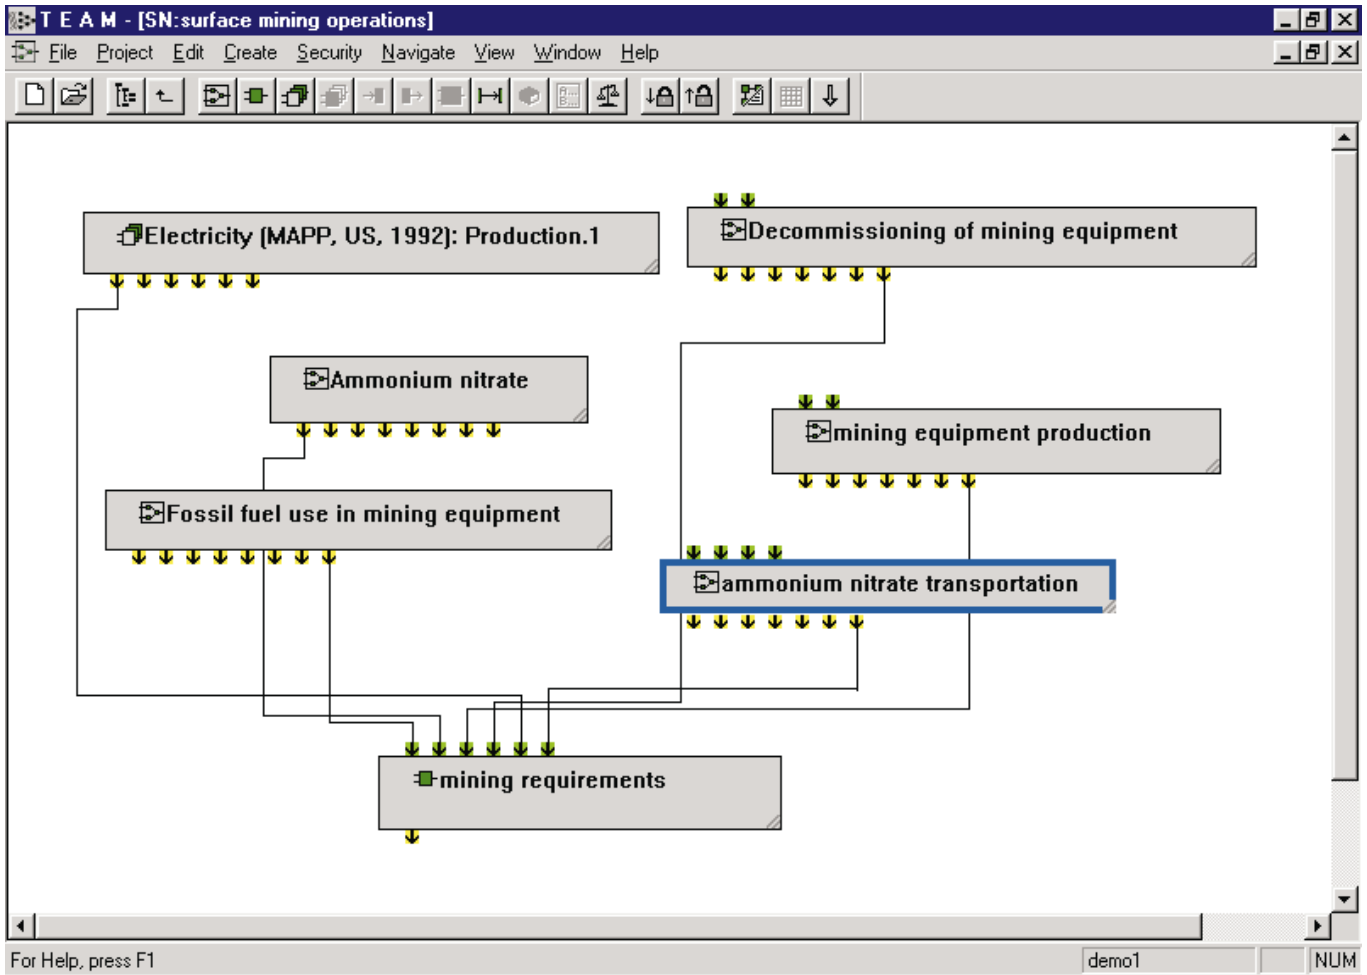 T E A M - [SN:surface mining operations]
File Project Edit Create Security Navigate View Window Help
Electricity (MAPP, US, 1992): Production.1
Decommissioning of mining equipment
Ammonium nitrate
mining equipment production
Fossil fuel use in mining equipment
ammonium nitrate transportation
mining requirements
For Help, press F1
demo1
NUM